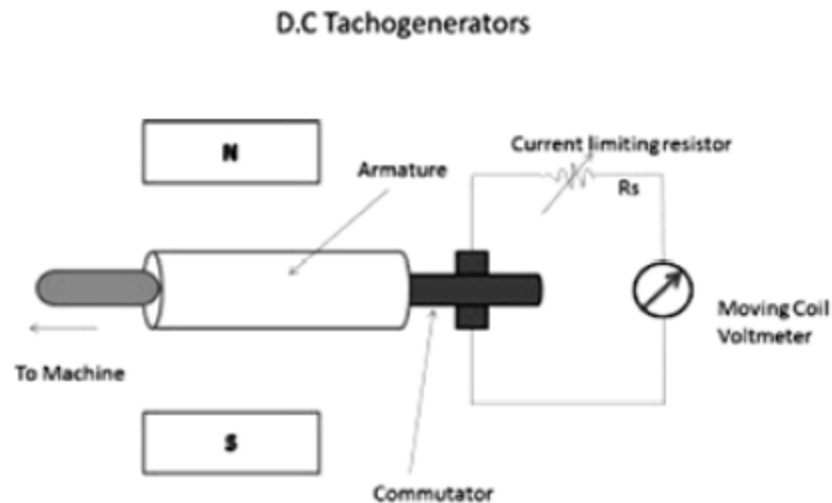 D.C Tachogenerators
N
Current limiting resistor
Armature
Rs
Moving Coil
Voltmeter
To Machine
S
Commutator